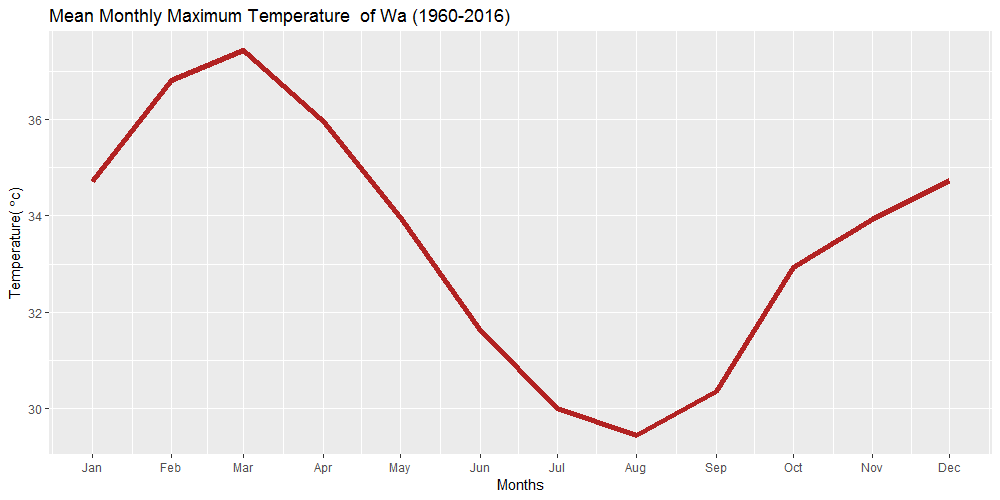 Mean Monthly Maximum Temperature  of Wa (1960-2016)
Temperature( °c)
36
34
32
30
Jan Feb Mar Apr May Jun Jul Aug Sep Oct Nov Dec
Months